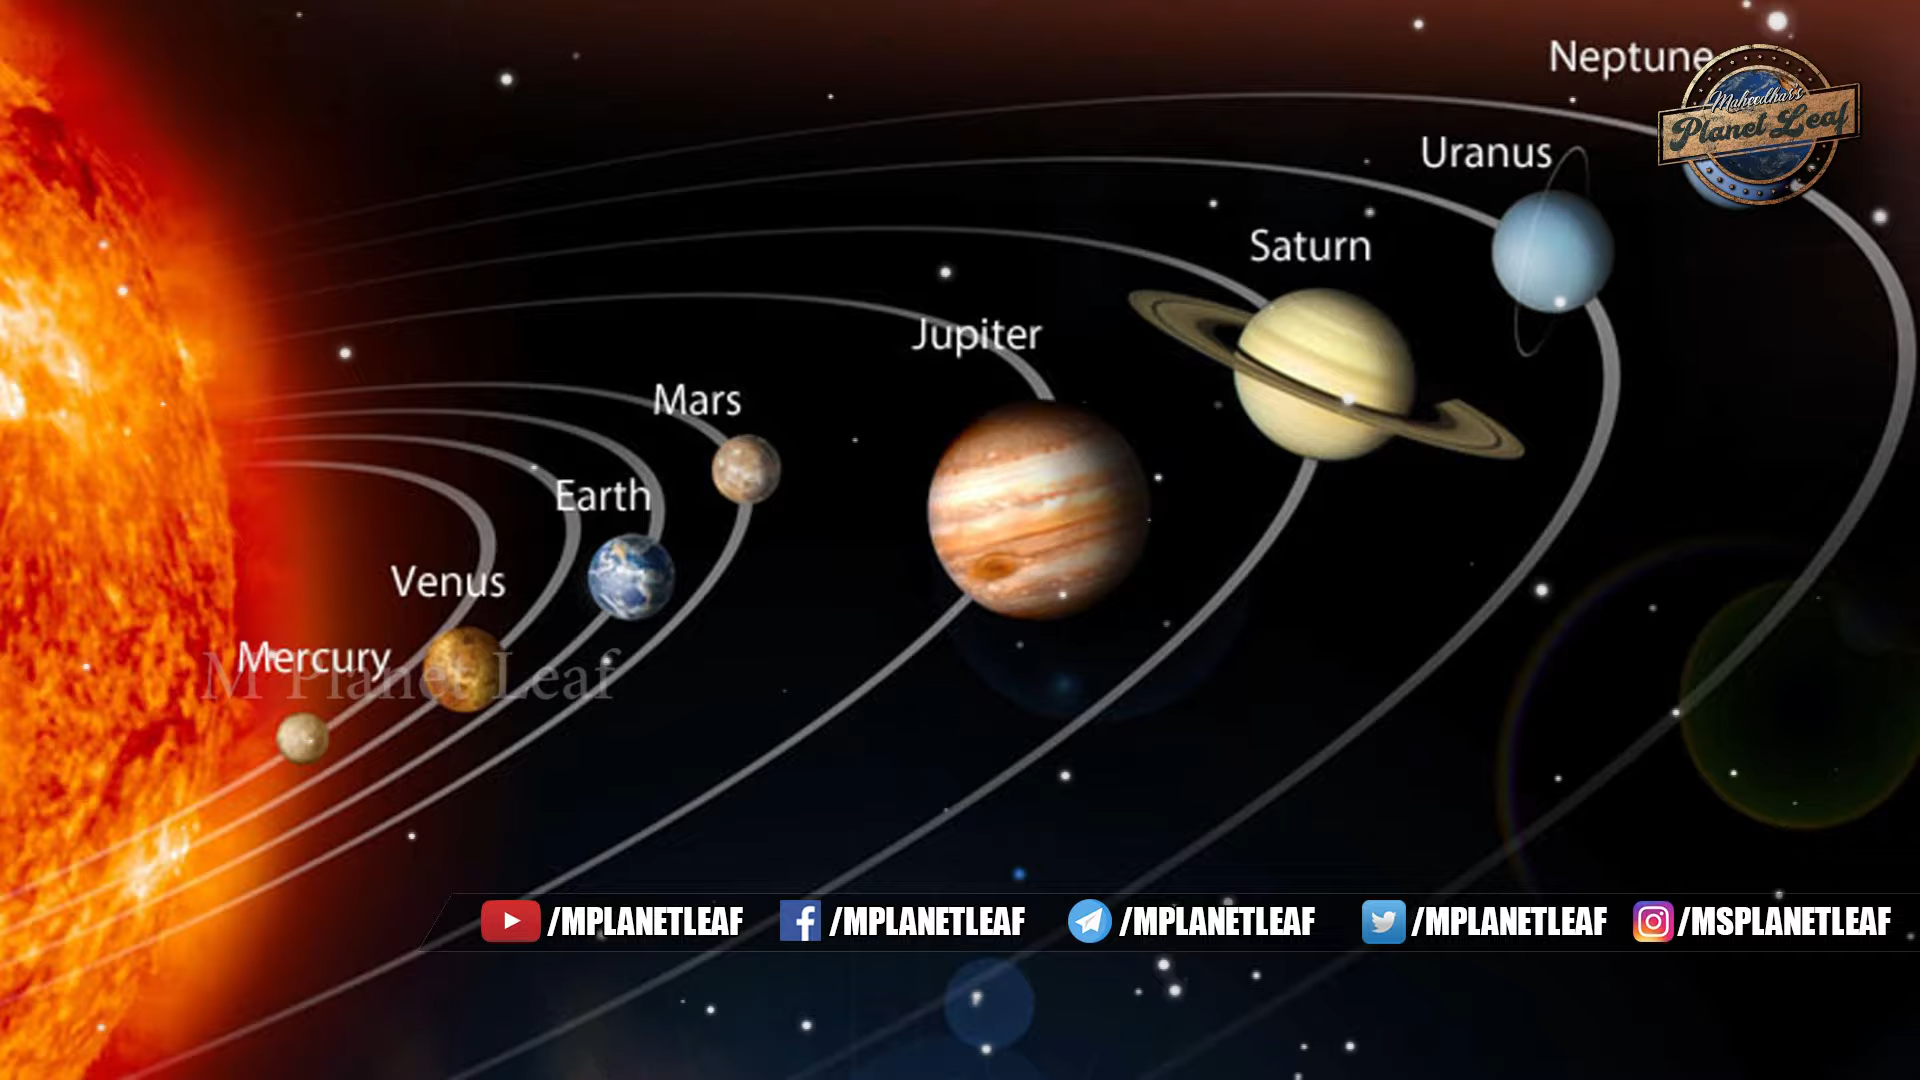 Neptune
Maheedhar's
Planet Leaf
Uranus
Saturn
Jupiter
Mars
Earth
Venus
Mercury
M Planet Leaf
/MPLANETLEAF
/MPLANETLEAF
/MPLANETLEAF
/MPLANETLEAF
/MSPLANETLEAF